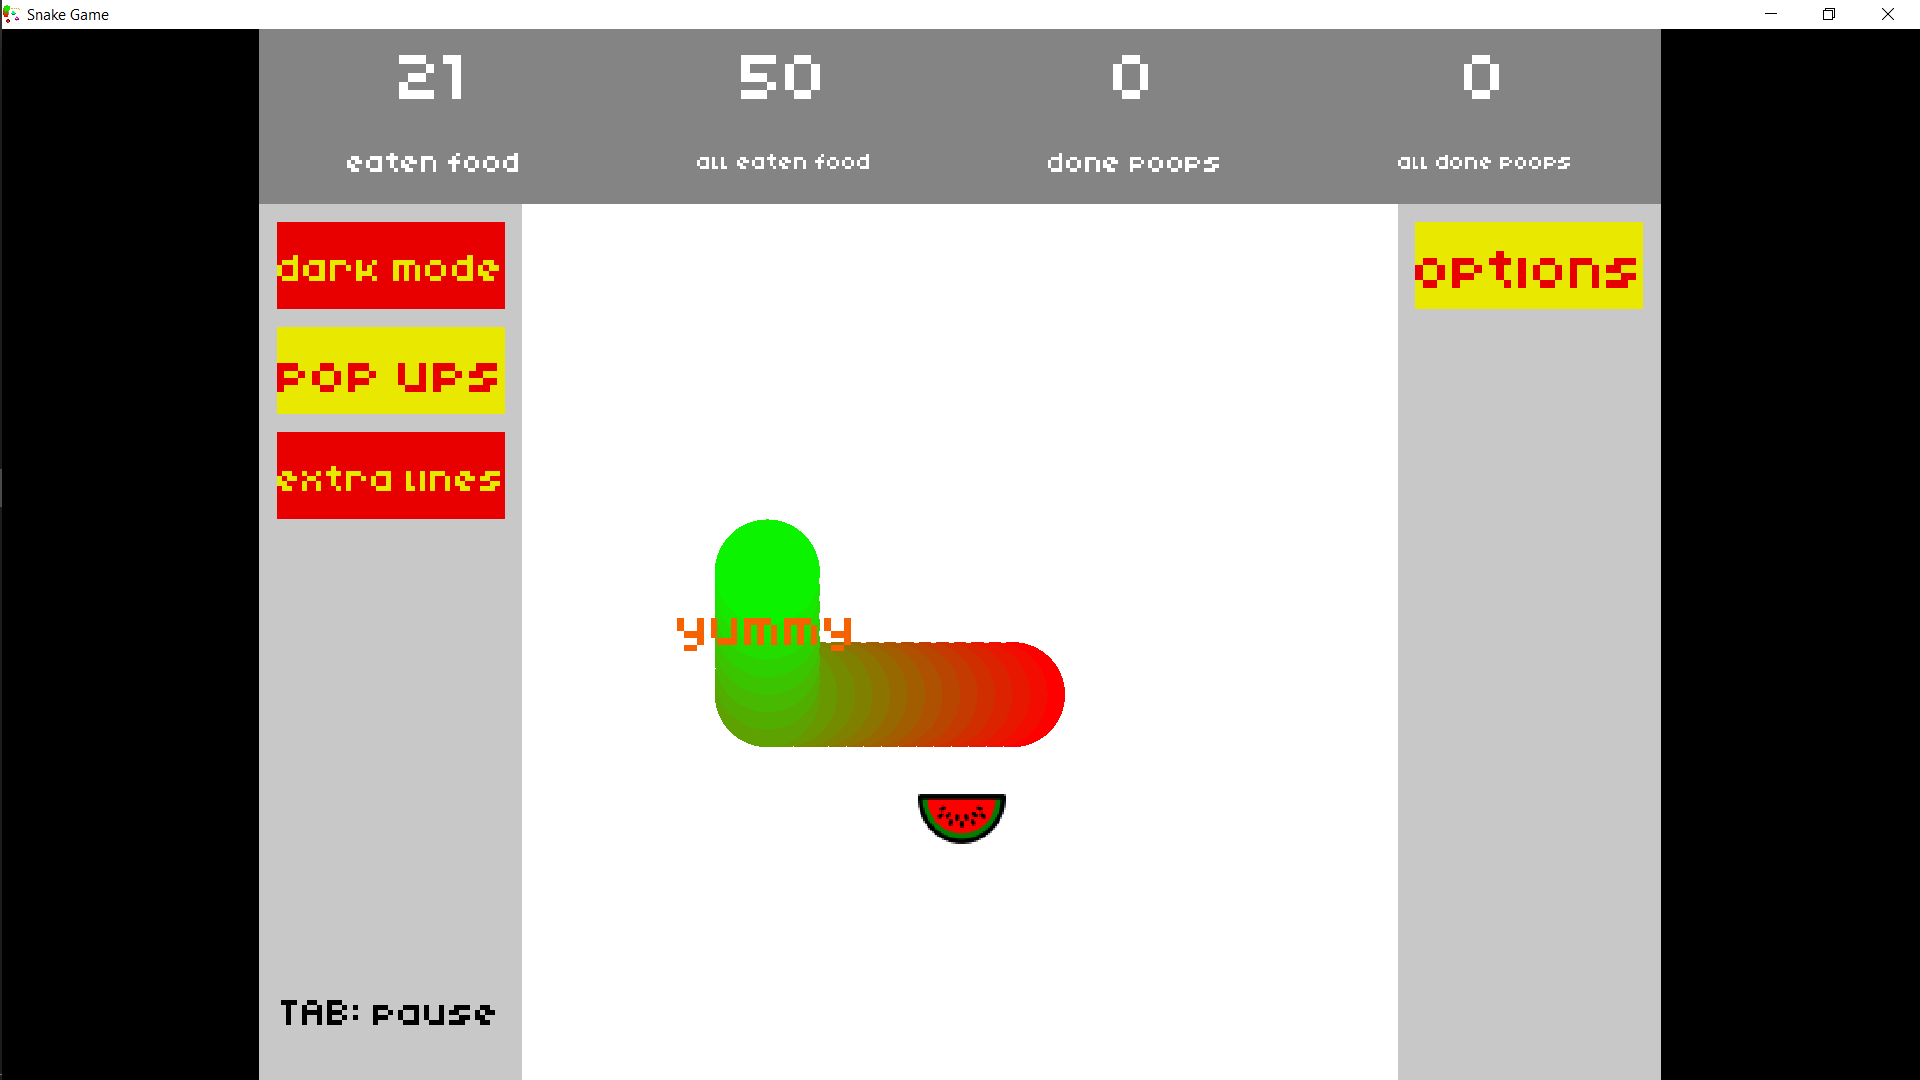 Snake Game
21 50 0 0
eaten food all eaten food done poops all done poops
dark mode
options
pop ups
extra lines
yummy
TAB: pause